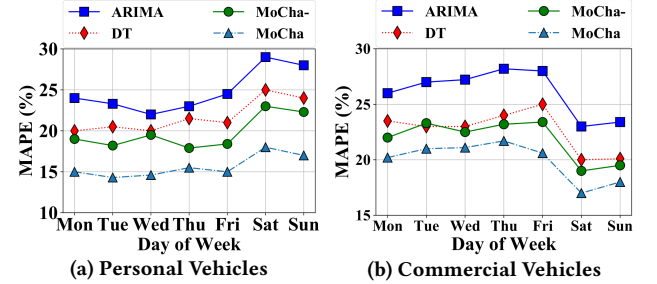 ARIMA MoCha-
DT MoCha
MAPE (%)
30
25
20
15
10
Mon Tue Wed Thu Fri Sat Sun
Day of Week
(a) Personal Vehicles
ARIMA MoCha-
DT MoCha
MAPE (%)
30
25
20
15
Mon Tue Wed Thu Fri Sat Sun
Day of Week
(b) Commercial Vehicles